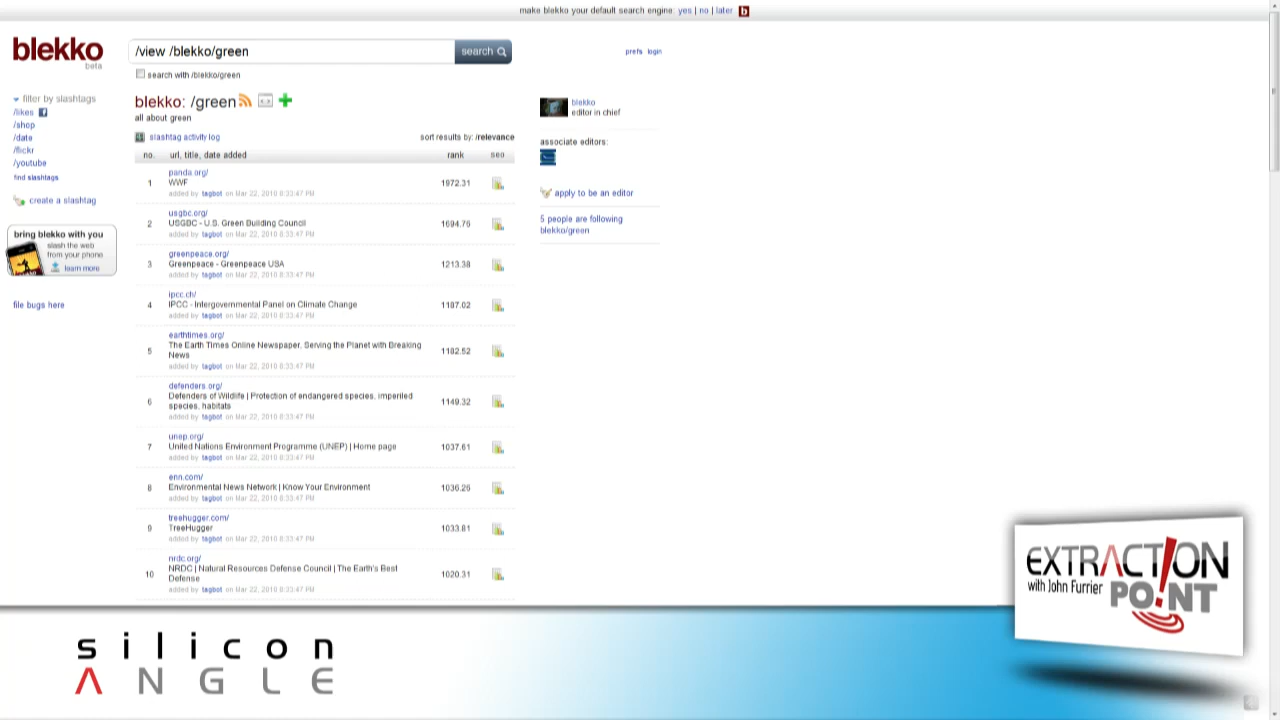 make blekko your default search engine: yes | no | later b
blekko
beta
/view /blekko/green
search
prefs login
search with /blekko/green
filter by slashtags
/likes
/shop
/date
/flickr
/youtube
find slashtags
create a slashtag
bring blekko with you
slash the web
from your phone
learn more
file bugs here
blekko: /green
all about green
slashtag activity log
sort results by: /relevance
no. url, title, date added rank seo
1 panda.org/ 1972.31
WWF
added by tagbot on Mar 22, 2010 8:33:47 PM
2 usgbc.org/ 1694.76
USGBC - U.S. Green Building Council
added by tagbot on Mar 22, 2010 8:33:47 PM
3 greenpeace.org/ 1213.38
Greenpeace - Greenpeace USA
added by tagbot on Mar 22, 2010 8:33:47 PM
4 ipcc.ch/ 1187.02
IPCC - Intergovernmental Panel on Climate Change
added by tagbot on Mar 22, 2010 8:33:47 PM
5 earthtimes.org/ 1182.52
The Earth Times Online Newspaper, Serving the Planet with Breaking
News
added by tagbot on Mar 22, 2010 8:33:47 PM
6 defenders.org/ 1149.32
Defenders of Wildlife | Protection of endangered species, imperiled
species, habitats
added by tagbot on Mar 22, 2010 8:33:47 PM
7 unep.org/ 1037.61
United Nations Environment Programme (UNEP) | Home page
added by tagbot on Mar 22, 2010 8:33:47 PM
8 enn.com/ 1036.26
Environmental News Network | Know Your Environment
added by tagbot on Mar 22, 2010 8:33:47 PM
9 treehugger.com/ 1033.81
TreeHugger
added by tagbot on Mar 22, 2010 8:33:47 PM
10 nrdc.org/ 1020.31
NRDC | Natural Resources Defense Council | The Earth's Best
Defense
added by tagbot on Mar 22, 2010 8:33:47 PM
blekko
editor in chief
associate editors:
apply to be an editor
5 people are following
blekko/green
EXTRACT!ON
with John Furrier PO!NT
silicon
ANGLE